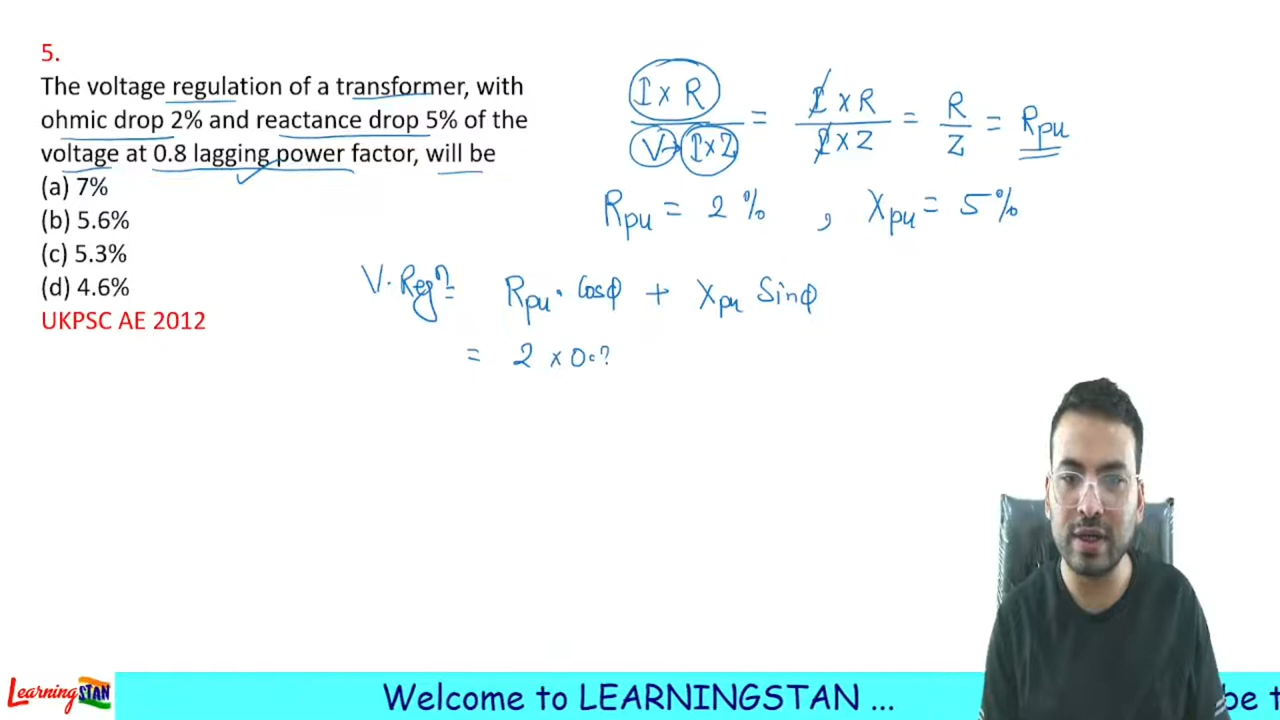 5.
The voltage regulation of a transformer, with
ohmic drop 2% and reactance drop 5% of the
voltage at 0.8 lagging power factor, will be
(a) 7%
(b) 5.6%
(c) 5.3%
(d) 4.6%
UKPSC AE 2012
I × R / V → I × Z = I × R / I × Z = R / Z = Rpu
Rpu = 2 % , Xpu = 5 %
V. Regn = Rpu . Cosφ + Xpu Sinφ
= 2 × 0.
LearningSTAN
Welcome to LEARNINGSTAN ...
be t